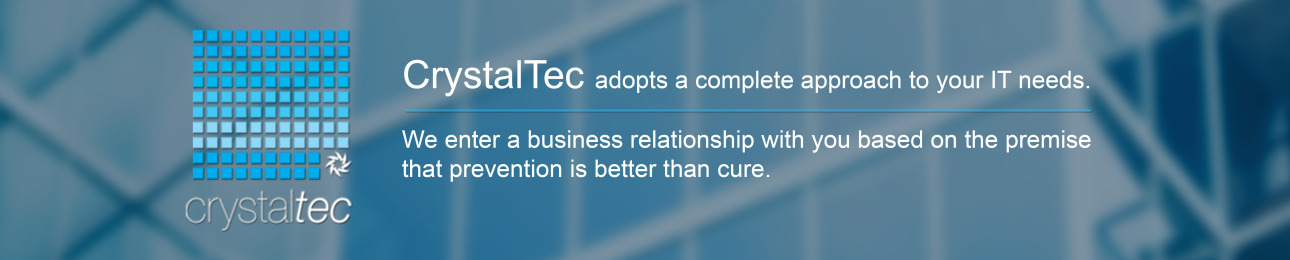 CrystalTec adopts a complete approach to your IT needs.
We enter a business relationship with you based on the premise
that prevention is better than cure.
crystaltec